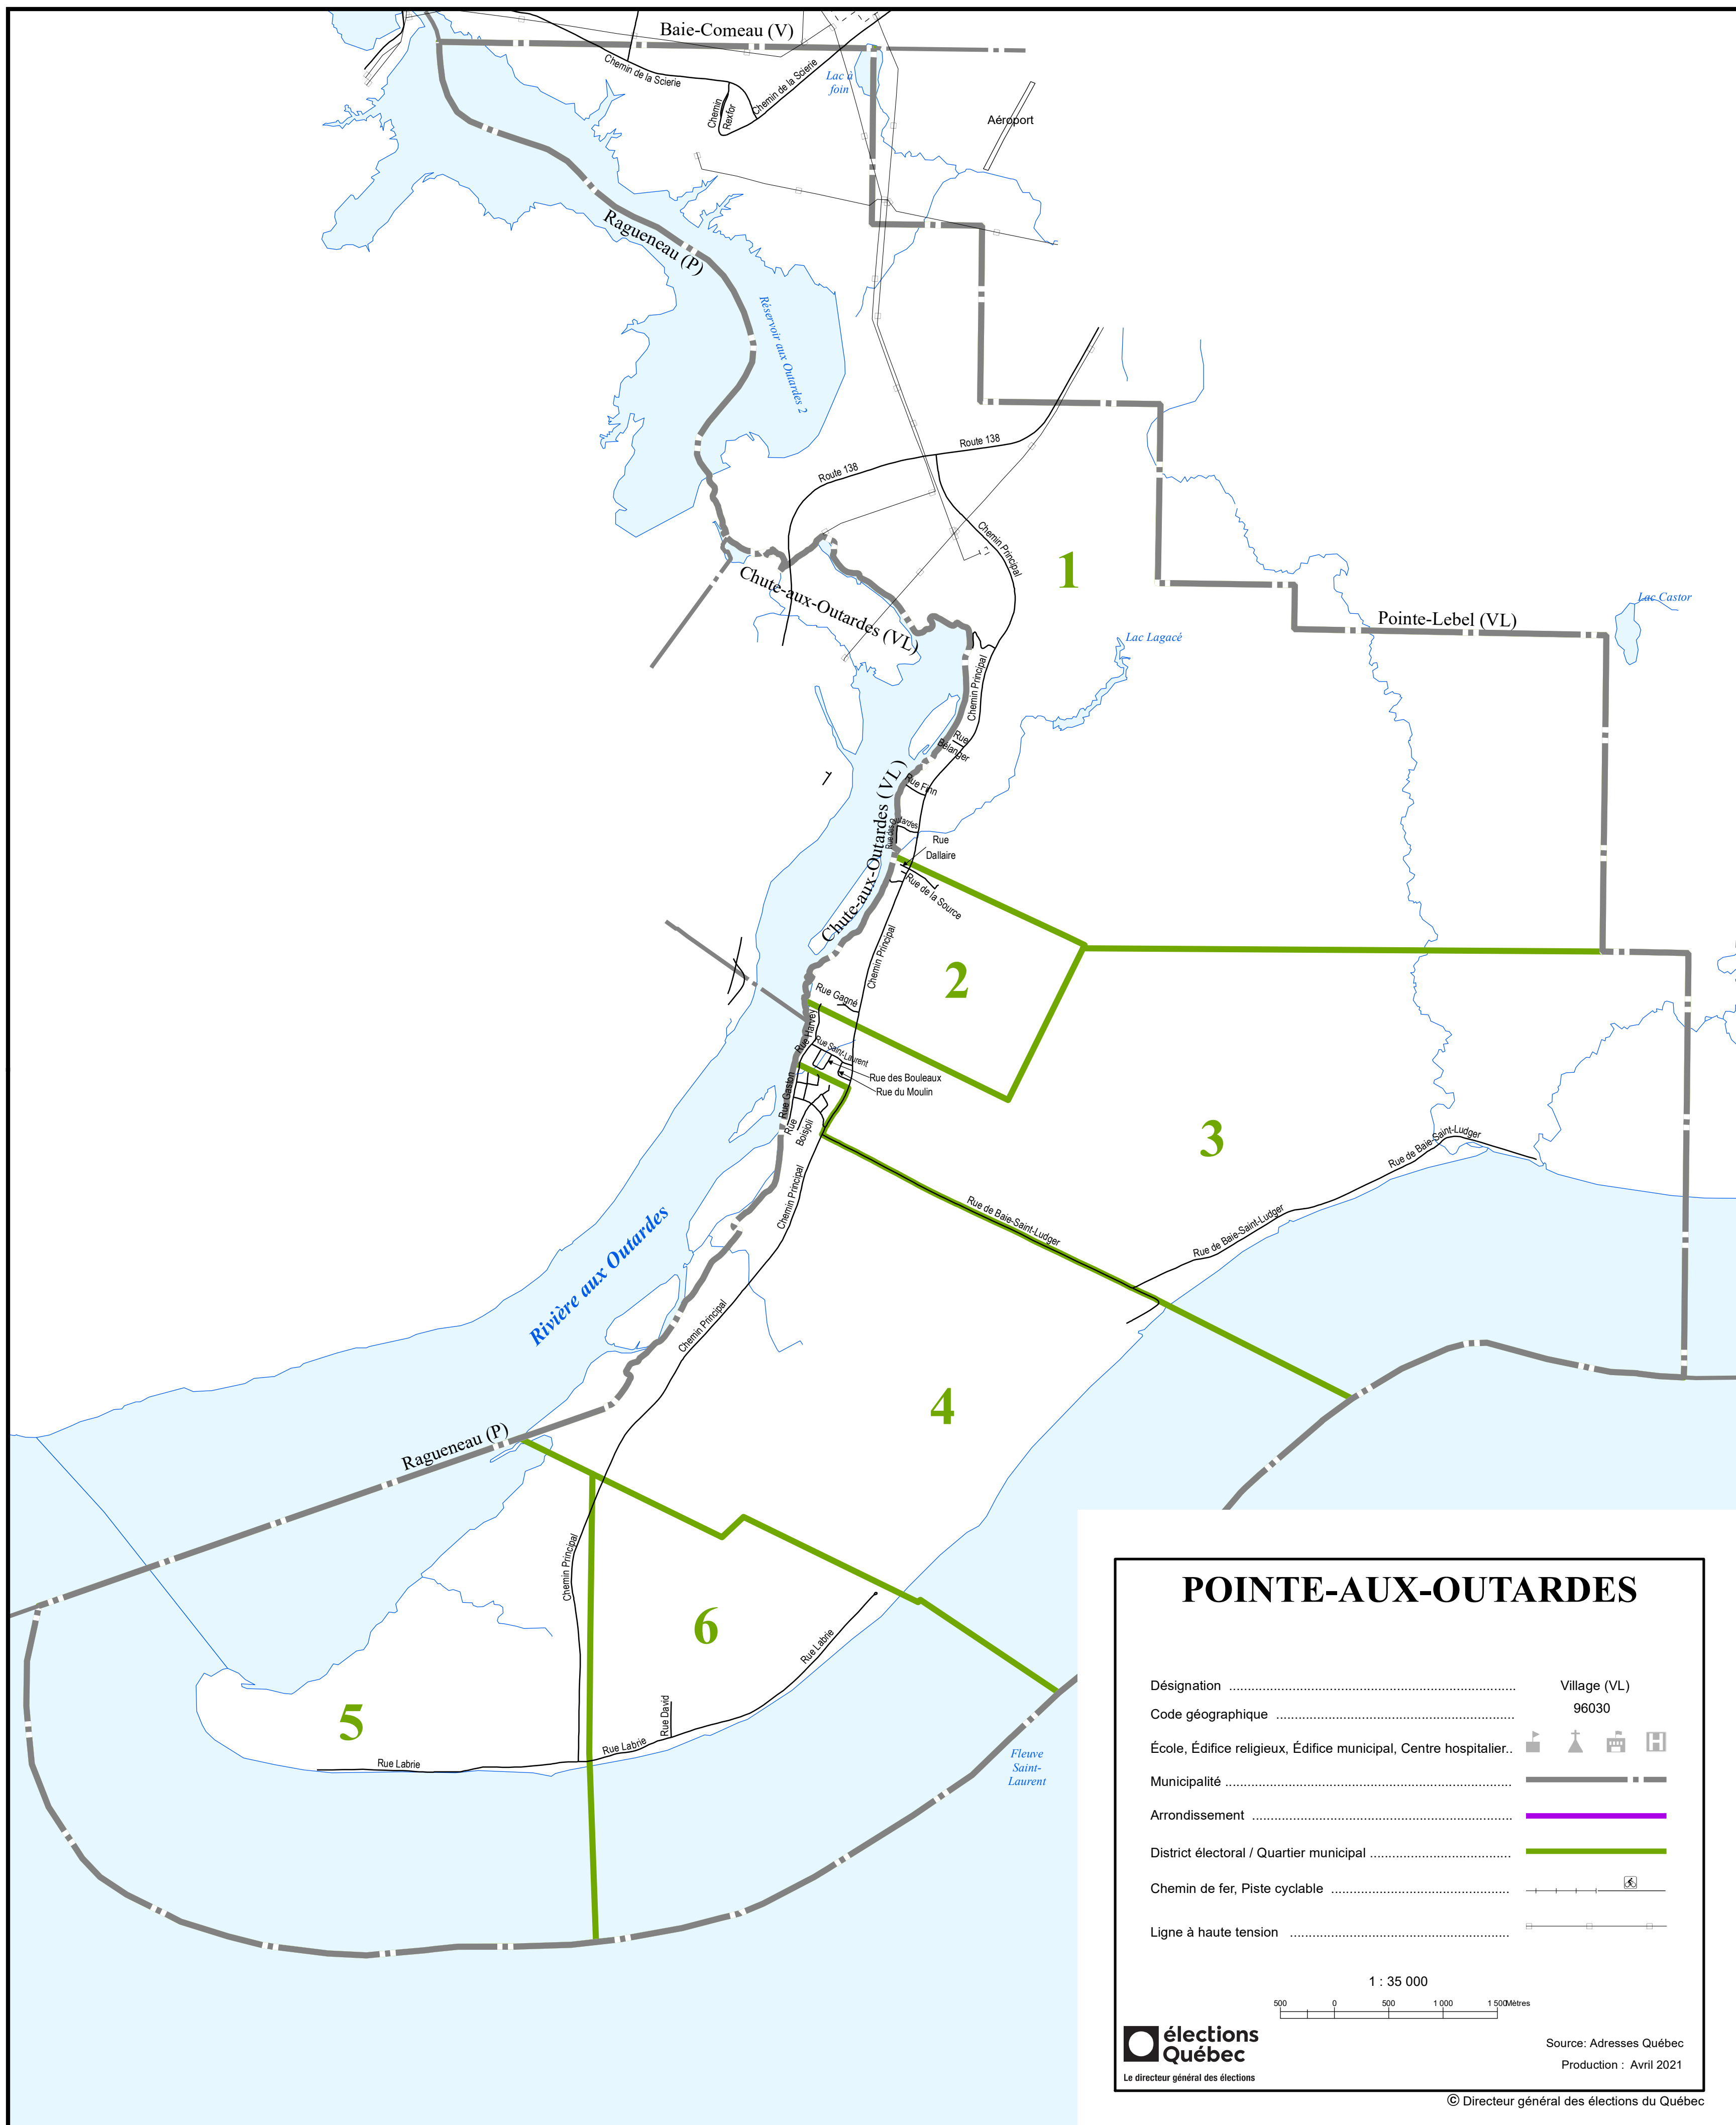 Baie-Comeau (V)
Chemin de la Scierie
Chemin de la Scierie
Chemin
Rexfor
Lac à
foin
Aéroport
Ragueneau (P)
Réservoir aux Outardes 2
Route 138
Route 138
Chemin Principal
1
Chute-aux-Outardes (VL)
Lac Castor
Pointe-Lebel (VL)
Lac Lagacé
Chemin Principal
Rue
Bélanger
Rue Finn
Chute-aux-Outardes (VL)
Rue des Outardes
Rue
Dallaire
Rue de la Source
Chemin Principal
2
Rue Gagné
Rue Harvey
Rue Saint-Laurent
Rue des Bouleaux
Rue du Moulin
Rue Gaston
Rue
Boisjoli
3
Rue de Baie-Saint-Ludger
Chemin Principal
Rue de Baie-Saint-Ludger
Rue de Baie-Saint-Ludger
Rivière aux Outardes
Chemin Principal
4
Ragueneau (P)
Chemin Principal
6
Rue Labrie
5
Rue David
Rue Labrie
Rue Labrie
Fleuve
Saint-
Laurent
POINTE-AUX-OUTARDES
Désignation ........ Village (VL)
Code géographique ........ 96030
École, Édifice religieux, Édifice municipal, Centre hospitalier.. H
Municipalité ........
Arrondissement ........
District électoral / Quartier municipal ........
Chemin de fer, Piste cyclable ........
Ligne à haute tension ........
1 : 35 000
500 0 500 1 000 1 500 Mètres
élections
Québec
Le directeur général des élections
Source: Adresses Québec
Production : Avril 2021
© Directeur général des élections du Québec